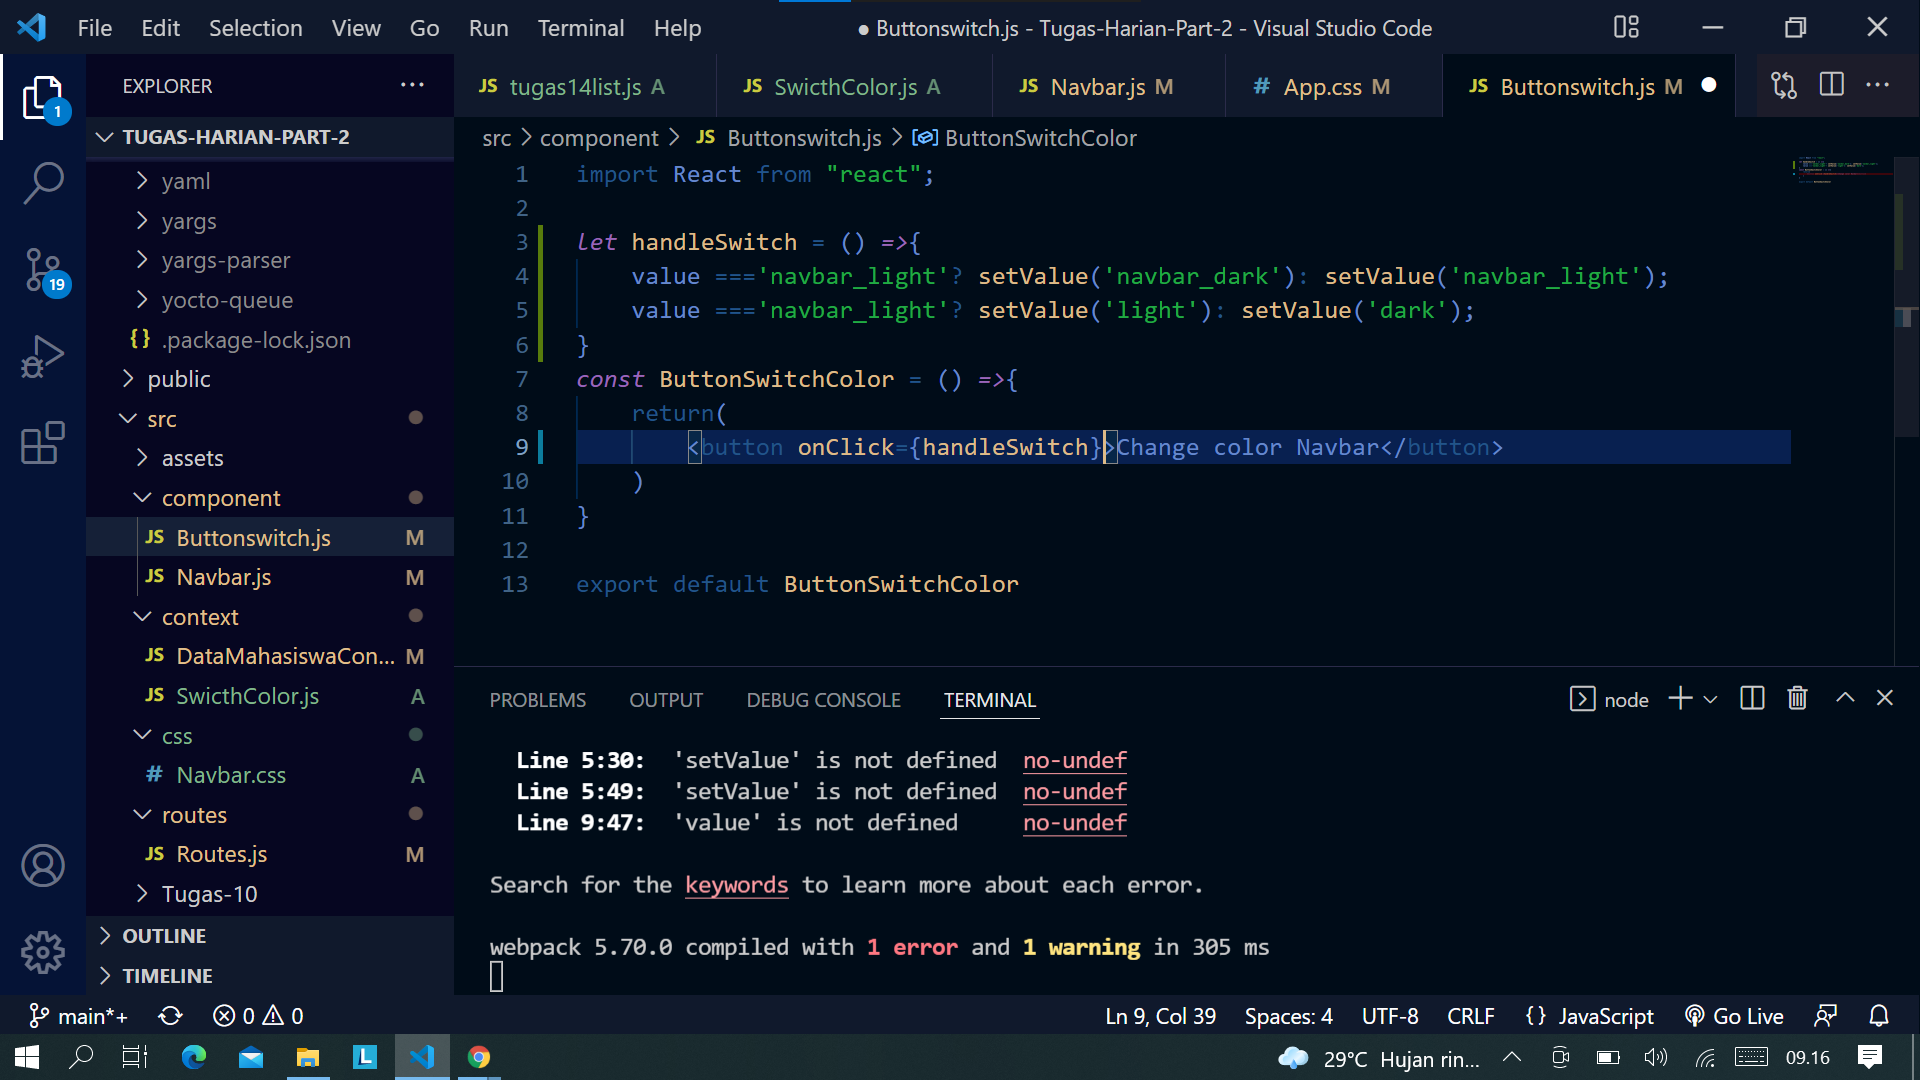 File Edit Selection View Go Run Terminal Help
● Buttonswitch.js - Tugas-Harian-Part-2 - Visual Studio Code
EXPLORER
1
TUGAS-HARIAN-PART-2
yaml
yargs
yargs-parser
yocto-queue
19
{} .package-lock.json
public
src
assets
component
JS Buttonswitch.js M
JS Navbar.js M
context
JS DataMahasiswaCon... M
JS SwicthColor.js A
css
# Navbar.css A
routes
JS Routes.js M
Tugas-10
OUTLINE
TIMELINE
JS tugas14list.js A
JS SwicthColor.js A
JS Navbar.js M
# App.css M
JS Buttonswitch.js M
src > component > JS Buttonswitch.js > ButtonSwitchColor
1 import React from "react";
2
3 let handleSwitch = () =>{
4 value ==='navbar_light'? setValue('navbar_dark'): setValue('navbar_light');
5 value ==='navbar_light'? setValue('light'): setValue('dark');
6 }
7 const ButtonSwitchColor = () =>{
8 return(
9 <button onClick={handleSwitch}>Change color Navbar</button>
10 )
11 }
12
13 export default ButtonSwitchColor
PROBLEMS OUTPUT DEBUG CONSOLE TERMINAL
node
Line 5:30: 'setValue' is not defined no-undef
Line 5:49: 'setValue' is not defined no-undef
Line 9:47: 'value' is not defined no-undef
Search for the keywords to learn more about each error.
webpack 5.70.0 compiled with 1 error and 1 warning in 305 ms
main*+ 0 0
Ln 9, Col 39 Spaces: 4 UTF-8 CRLF {} JavaScript Go Live
L
29°C Hujan rin... 09.16